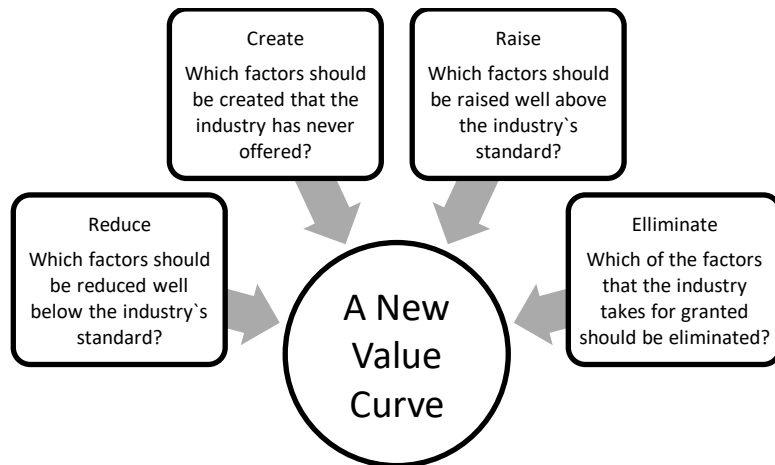 Create
Which factors should
be created that the
industry has never
offered?
Raise
Which factors should
be raised well above
the industry`s
standard?
Reduce
Which factors should
be reduced well
below the industry`s
standard?
Elliminate
Which of the factors
that the industry
takes for granted
should be eliminated?
A New
Value
Curve